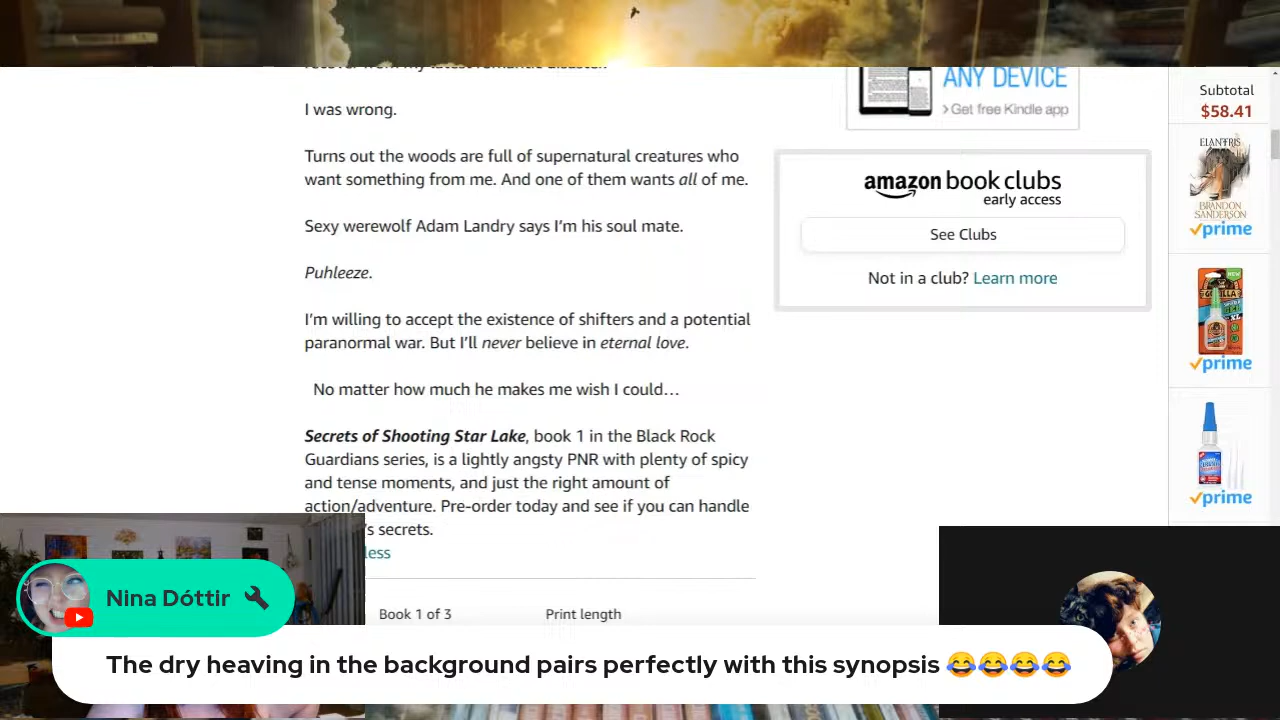 I was wrong.
Turns out the woods are full of supernatural creatures who
want something from me. And one of them wants all of me.
Sexy werewolf Adam Landry says I'm his soul mate.
Puhleeze.
I'm willing to accept the existence of shifters and a potential
paranormal war. But I'll never believe in eternal love.
No matter how much he makes me wish I could…
Secrets of Shooting Star Lake, book 1 in the Black Rock
Guardians series, is a lightly angsty PNR with plenty of spicy
and tense moments, and just the right amount of
action/adventure. Pre-order today and see if you can handle
's secrets.
less
Book 1 of 3
Print length
ANY DEVICE
>Get free Kindle app
amazon book clubs
early access
See Clubs
Not in a club? Learn more
Subtotal
$58.41
ELANTRIS
BRANDON
SANDERSON
prime
GORILLA
prime
prime
Nina Dóttir
The dry heaving in the background pairs perfectly with this synopsis 😂😂😂😂